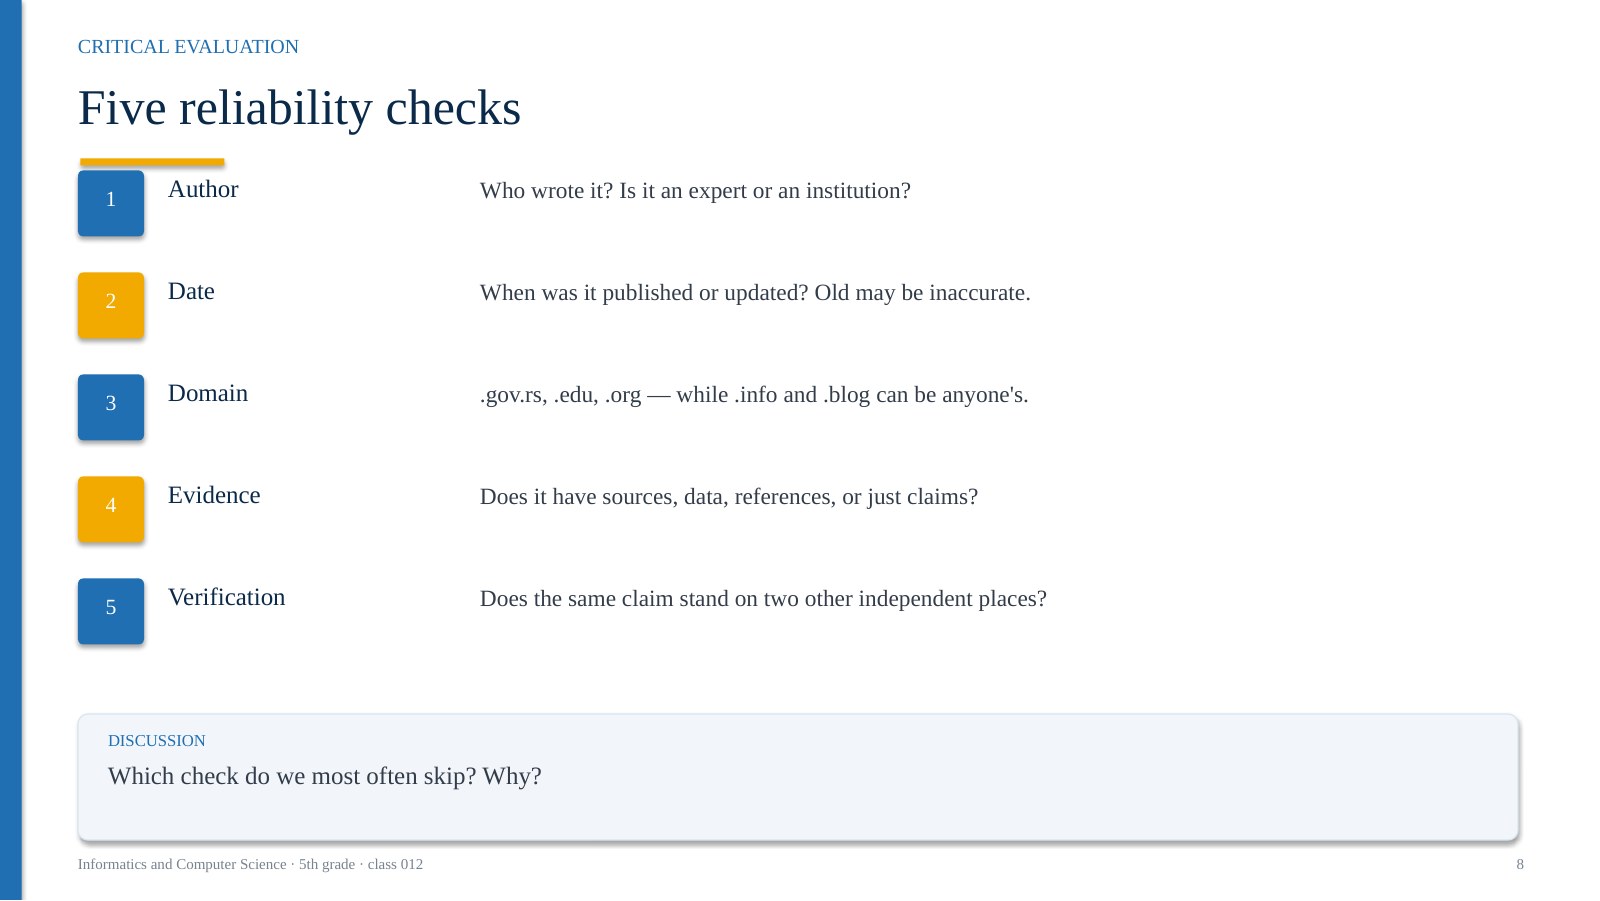 CRITICAL EVALUATION
Five reliability checks
1 Author Who wrote it? Is it an expert or an institution?
2 Date When was it published or updated? Old may be inaccurate.
3 Domain .gov.rs, .edu, .org — while .info and .blog can be anyone's.
4 Evidence Does it have sources, data, references, or just claims?
5 Verification Does the same claim stand on two other independent places?
DISCUSSION
Which check do we most often skip? Why?
Informatics and Computer Science · 5th grade · class 012 8